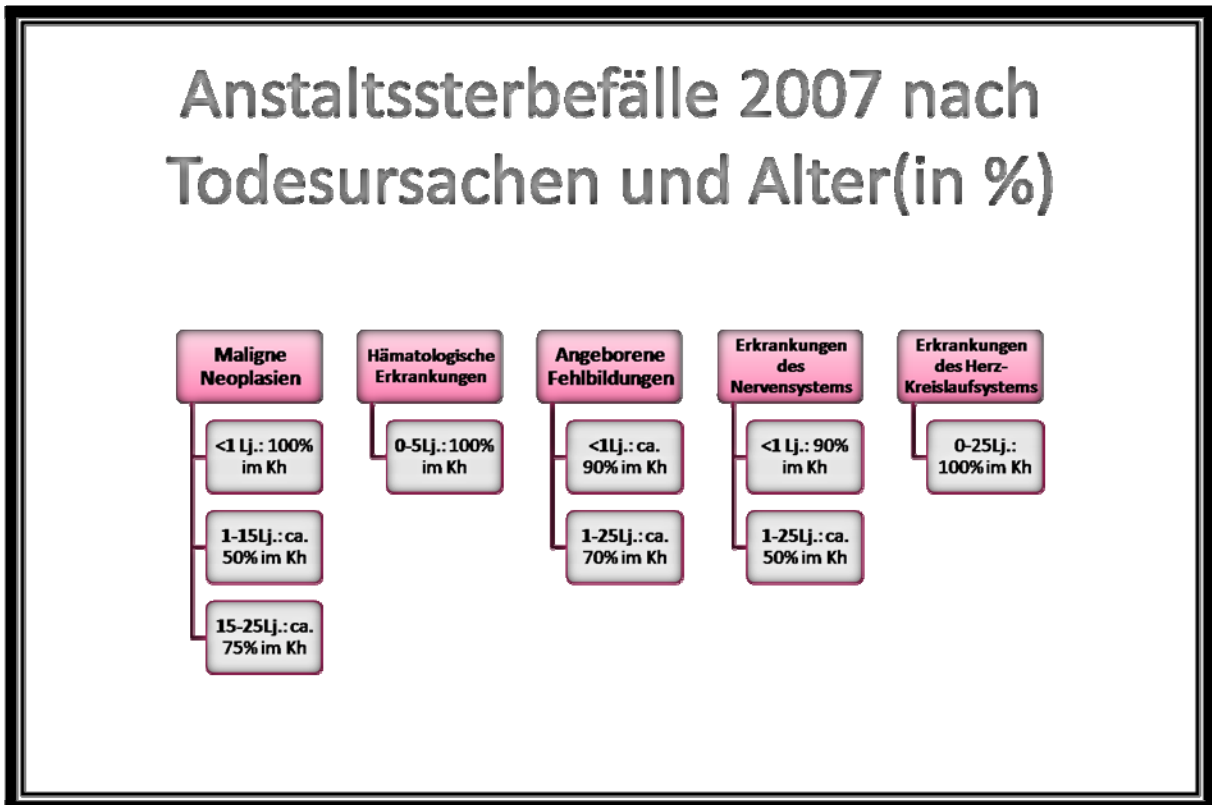 Anstaltssterbefälle 2007 nach
Todesursachen und Alter(in %)
Maligne
Neoplasien
<1 Lj.: 100%
im Kh
1-15Lj.: ca.
50% im Kh
15-25Lj.: ca.
75% im Kh
Hämatologische
Erkrankungen
0-5Lj.: 100%
im Kh
Angeborene
Fehlbildungen
<1Lj.: ca.
90% im Kh
1-25Lj.: ca.
70% im Kh
Erkrankungen
des
Nervensystems
<1 Lj.: 90%
im Kh
1-25Lj.: ca.
50% im Kh
Erkrankungen
des Herz-
Kreislaufsystems
0-25Lj.:
100% im Kh